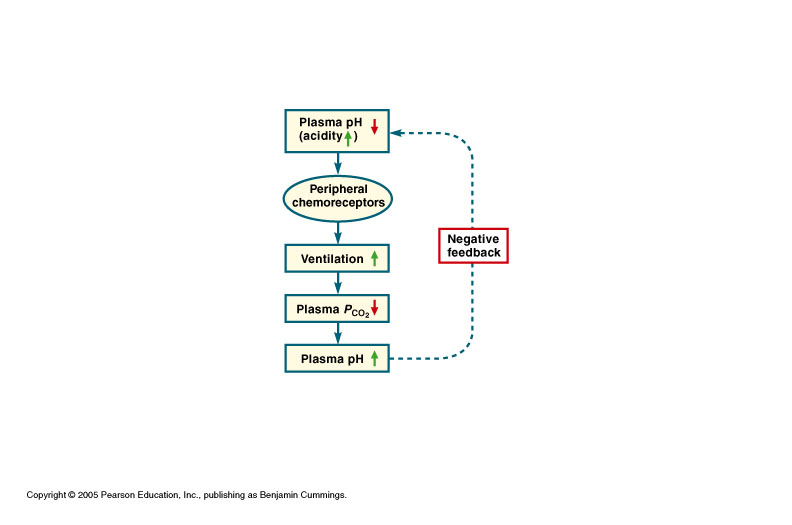 Plasma pH
(acidity )
Peripheral
chemoreceptors
Ventilation
Plasma PCO2
Plasma pH
Negative
feedback
Copyright © 2005 Pearson Education, Inc., publishing as Benjamin Cummings.